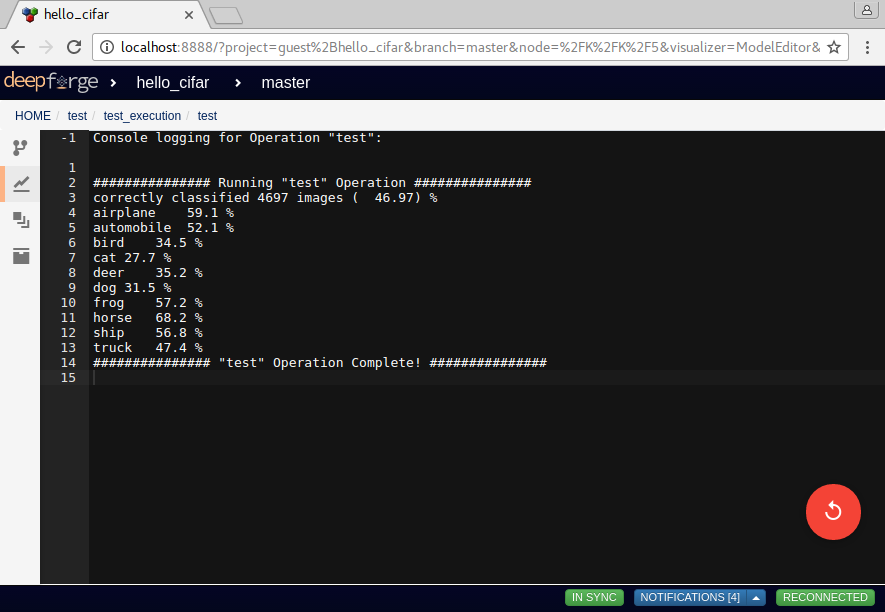 hello_cifar
localhost:8888/?project=guest%2Bhello_cifar&branch=master&node=%2FK%2FK%2F5&visualizer=ModelEditor&
deepforge > hello_cifar > master
HOME / test / test_execution / test
-1 Console logging for Operation "test":
1
2 ############### Running "test" Operation ###############
3 correctly classified 4697 images (  46.97) %
4 airplane    59.1 %
5 automobile  52.1 %
6 bird    34.5 %
7 cat 27.7 %
8 deer    35.2 %
9 dog 31.5 %
10 frog    57.2 %
11 horse   68.2 %
12 ship    56.8 %
13 truck   47.4 %
14 ############### "test" Operation Complete! ###############
15
IN SYNC NOTIFICATIONS [4] RECONNECTED